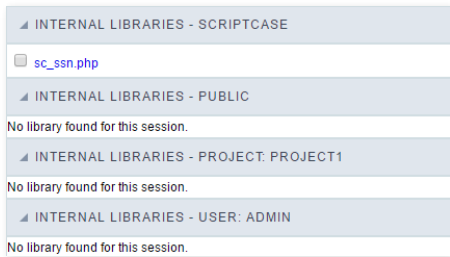 INTERNAL LIBRARIES - SCRIPTCASE
sc_ssn.php
INTERNAL LIBRARIES - PUBLIC
No library found for this session.
INTERNAL LIBRARIES - PROJECT: PROJECT1
No library found for this session.
INTERNAL LIBRARIES - USER: ADMIN
No library found for this session.